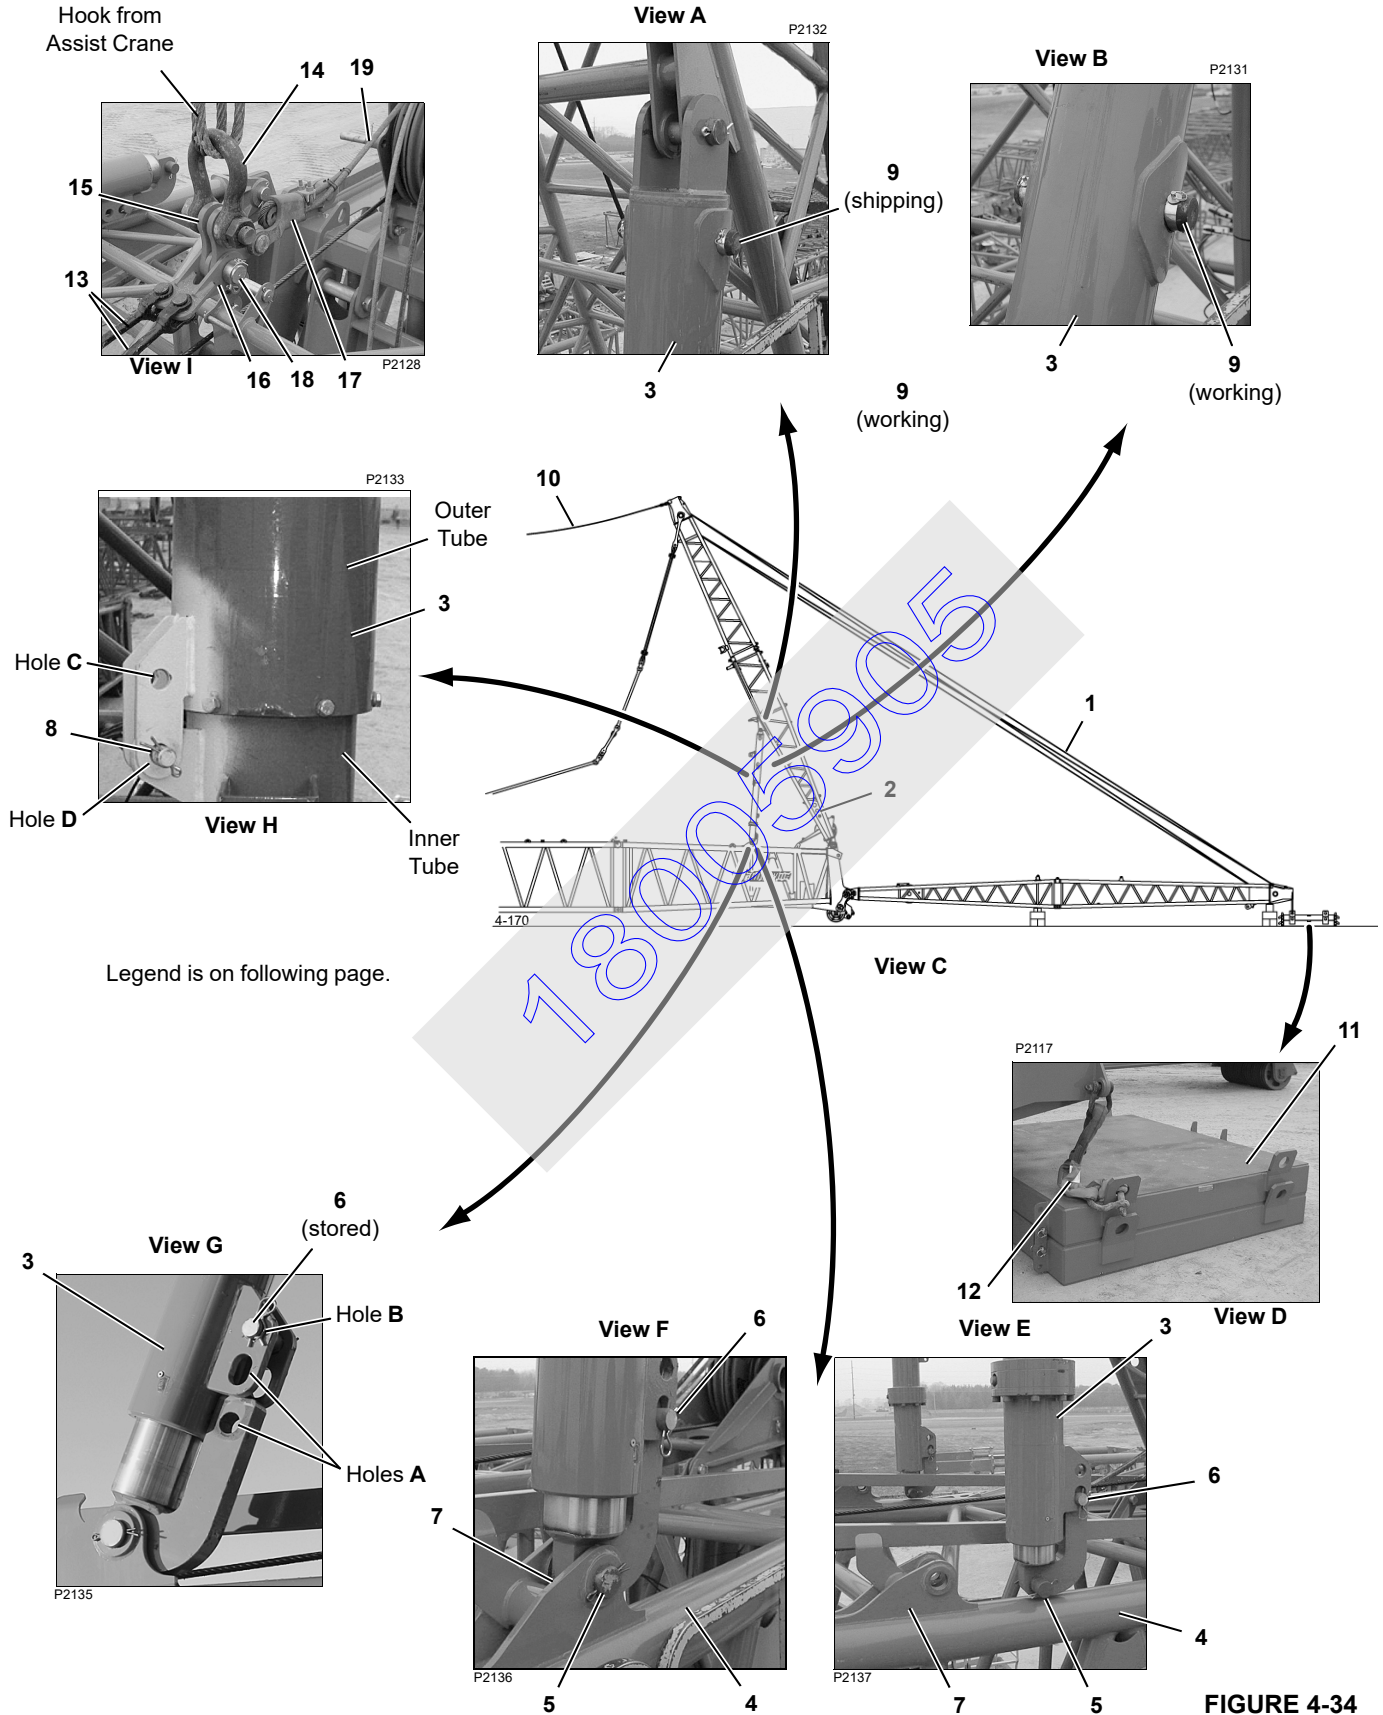 Hook from
Assist Crane
14
19
15
13
View I
P2128
16
18
17
View A
P2132
9
(shipping)
3
View B
P2131
3
9
(working)
9
(working)
P2133
Outer
Tube
3
Hole C
8
Hole D
View H
Inner
Tube
10
1
2
4-170
18005905
Legend is on following page.
View C
P2117
11
12
View D
6
(stored)
View G
3
Hole B
Holes A
P2135
View F
6
7
P2136
5
4
View E
3
6
P2137
4
7
5
FIGURE 4-34